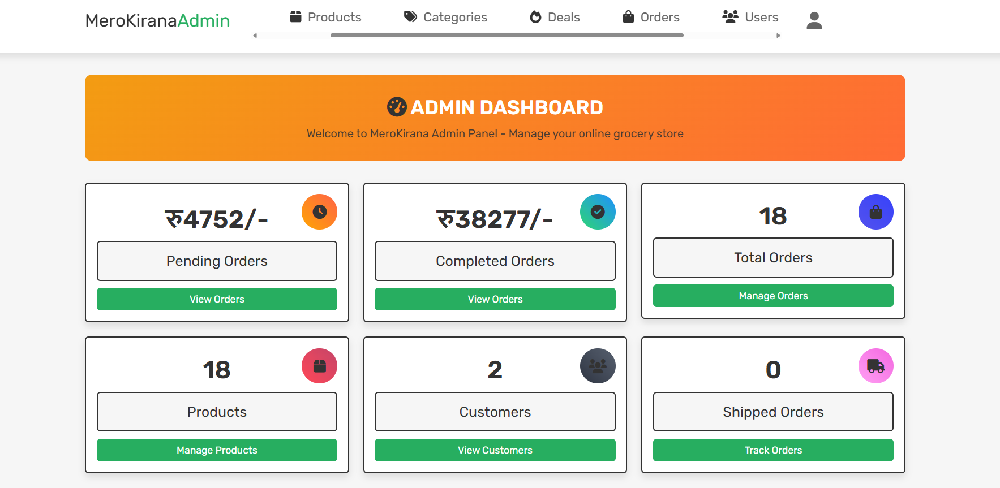 MeroKiranaAdmin
Products
Categories
Deals
Orders
Users
ADMIN DASHBOARD
Welcome to MeroKirana Admin Panel - Manage your online grocery store
रु4752/-
Pending Orders
View Orders
रु38277/-
Completed Orders
View Orders
18
Total Orders
Manage Orders
18
Products
Manage Products
2
Customers
View Customers
0
Shipped Orders
Track Orders